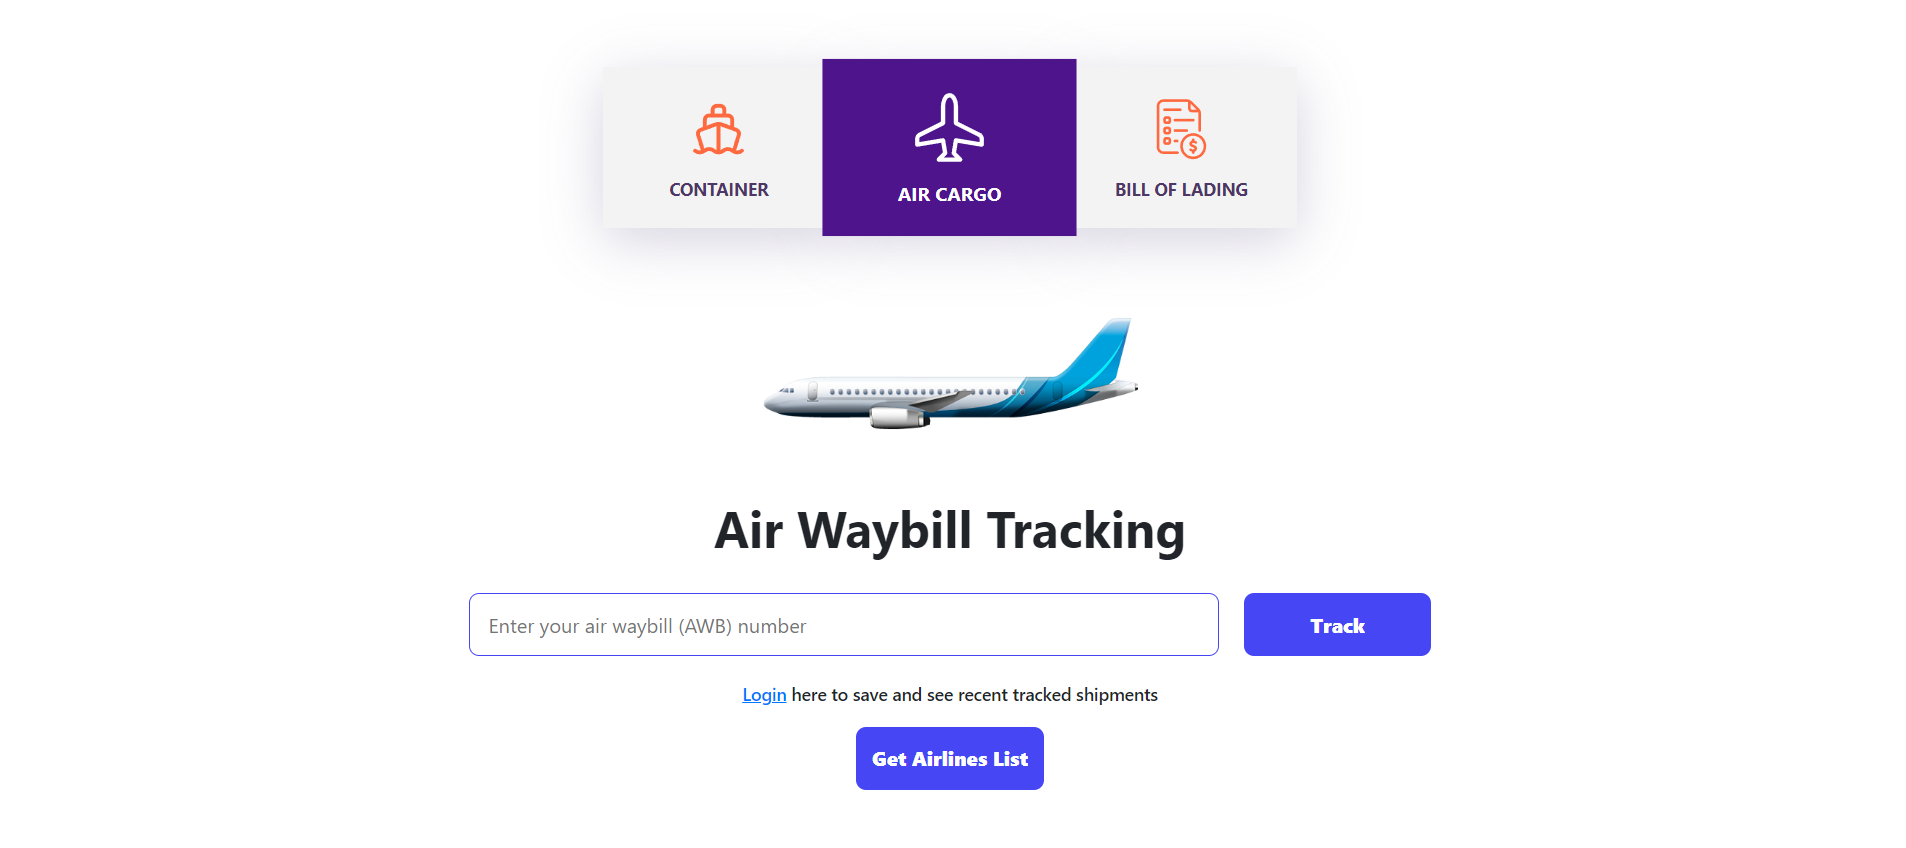 CONTAINER
AIR CARGO
BILL OF LADING
Air Waybill Tracking
Enter your air waybill (AWB) number
Track
Login here to save and see recent tracked shipments
Get Airlines List